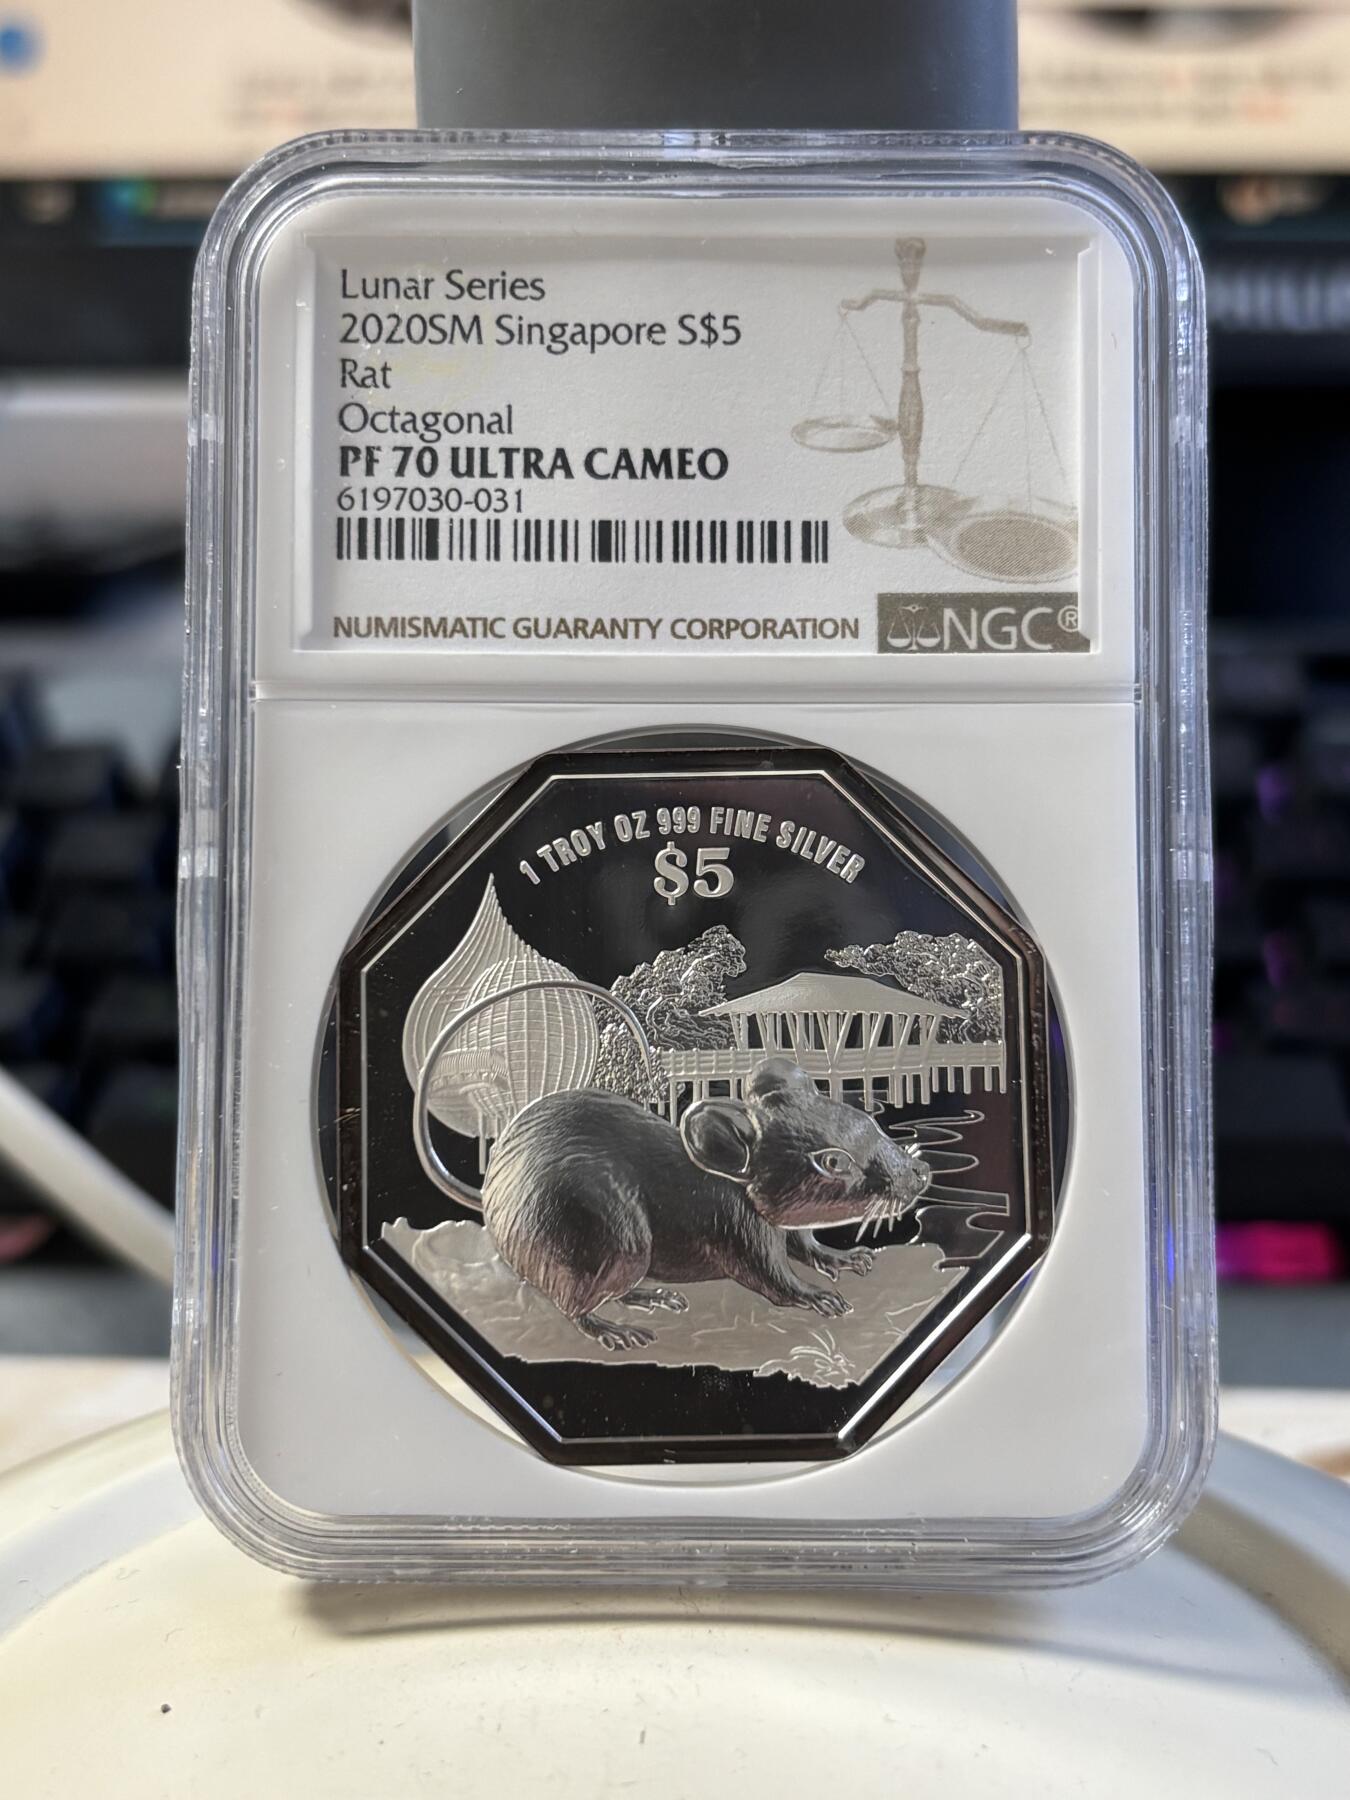 Lunar Series
2020SM Singapore S$5
Rat
Octagonal
PF 70 ULTRA CAMEO
6197030-031
NUMISMATIC GUARANTY CORPORATION
NGC®
1 TROY OZ 999 FINE SILVER
$5